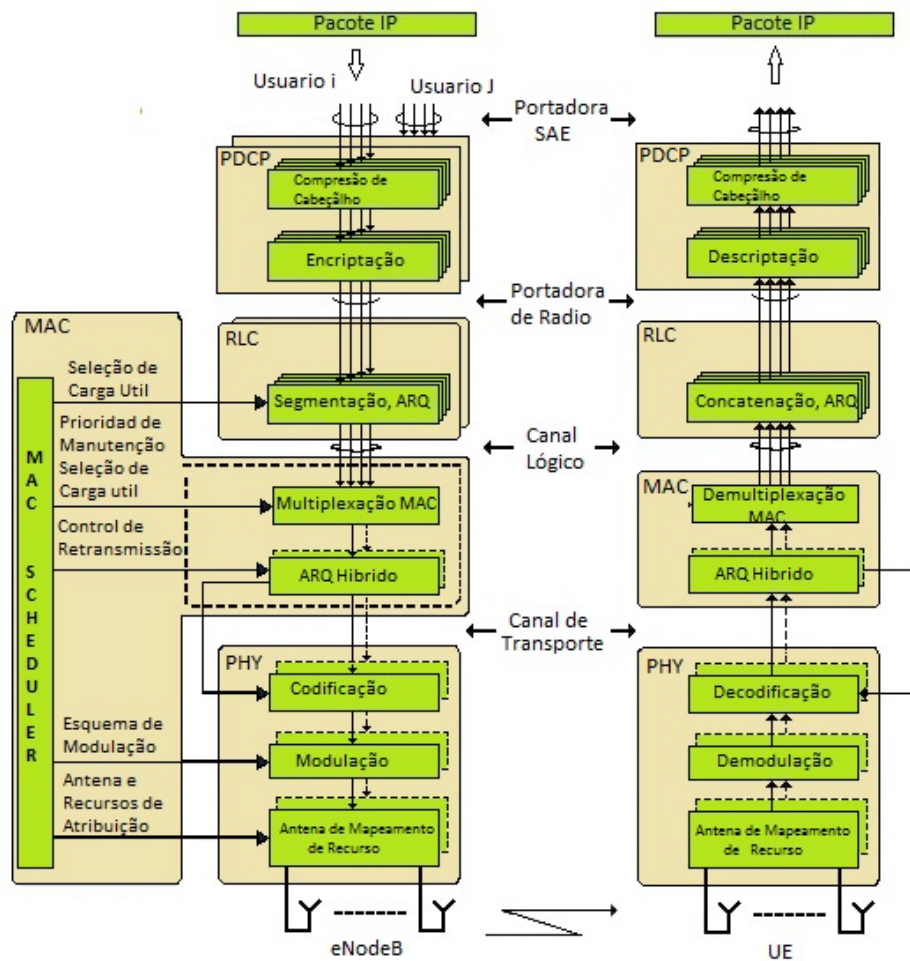 Pacote IP
Pacote IP
Usuario i
Usuario J
Portadora
SAE
PDCP
Compresão de
Cabeçãlho
Encriptação
PDCP
Compresão de
Cabeçãlho
Descriptação
Portadora
de Radio
MAC
MAC SCHEDULER
Seleção de
Carga Util
Prioridad de
Manutenção
Seleção de
Carga util
Control de
Retransmissão
Esquema de
Modulação
Antena e
Recursos de
Atribuição
RLC
Segmentação, ARQ
RLC
Concatenação, ARQ
Canal
Lógico
Multiplexação MAC
ARQ Hibrido
MAC
Demultiplexação
MAC
ARQ Hibrido
Canal de
Transporte
PHY
Codificação
Modulação
Antena de Mapeamento
de Recurso
PHY
Decodificação
Demodulação
Antena de Mapeamento
de Recurso
eNodeB
UE